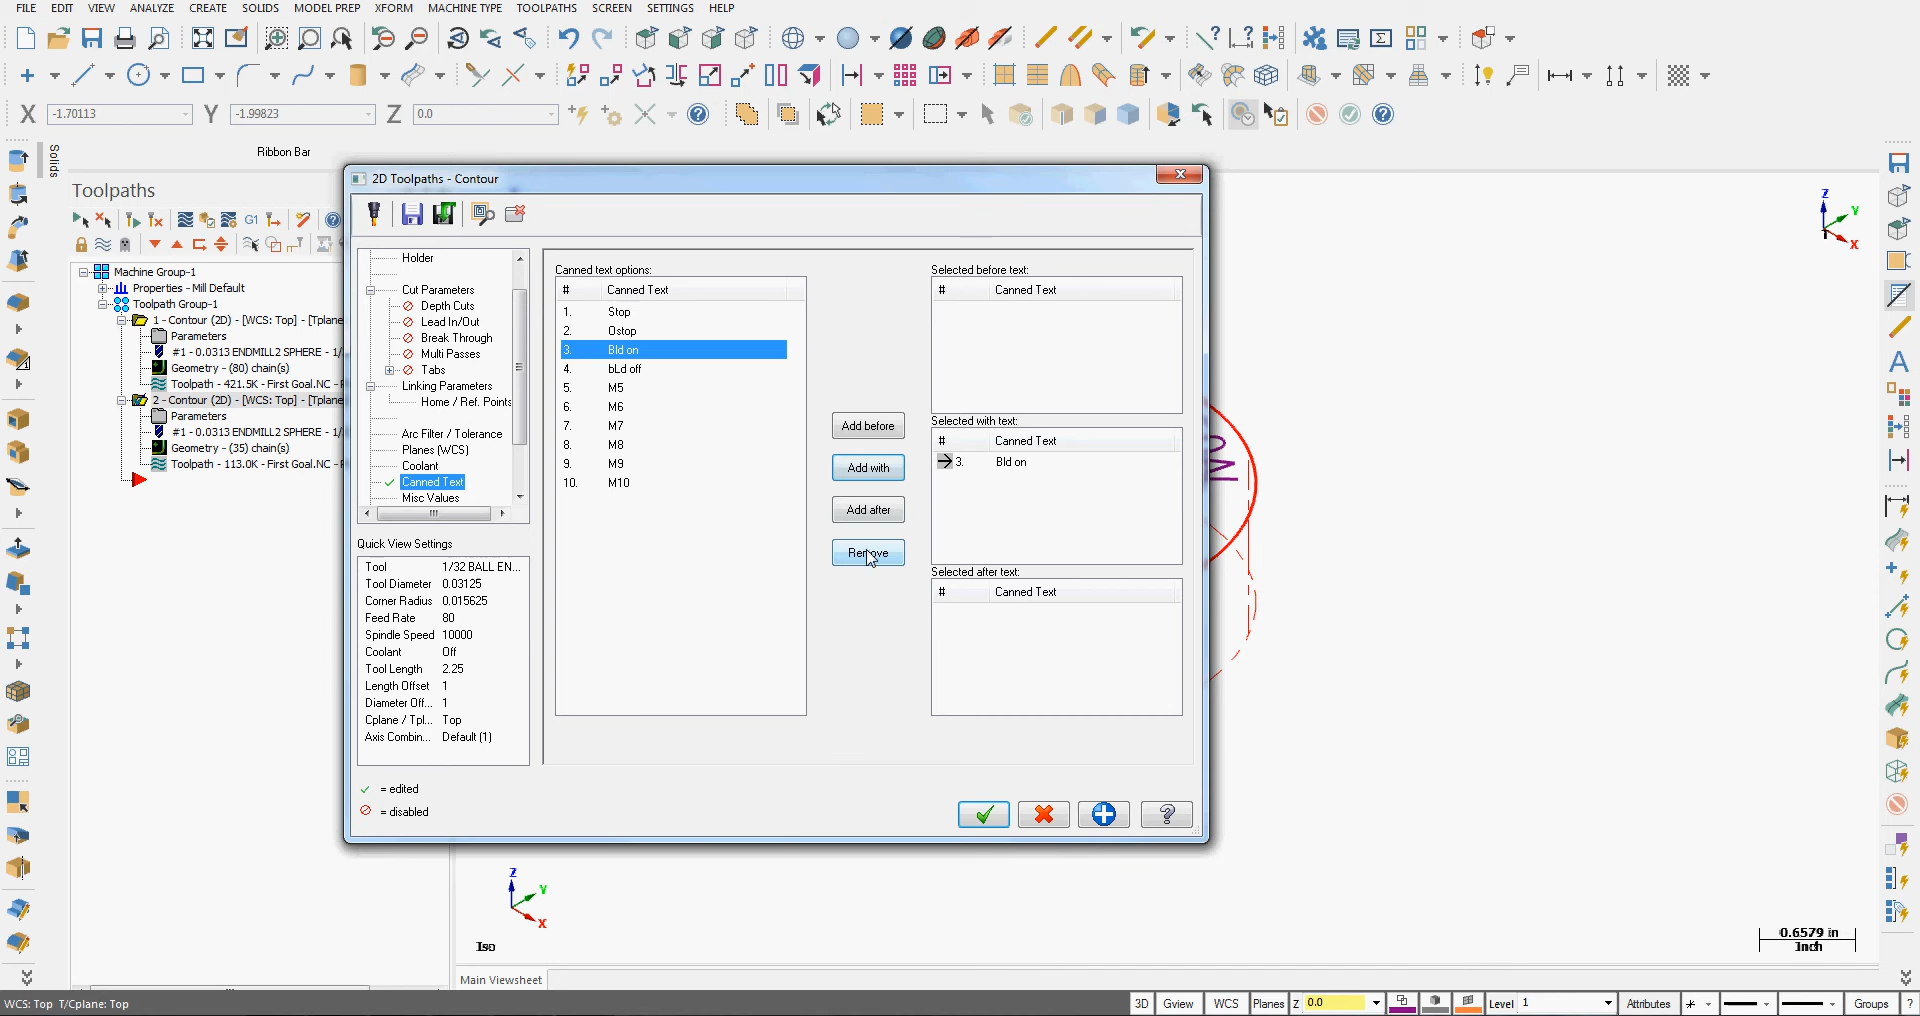 FILE EDIT VIEW ANALYZE CREATE SOLIDS MODEL PREP XFORM MACHINE TYPE TOOLPATHS SCREEN SETTINGS HELP
X -1.70113 Y -1.99823 Z 0.0
Solids
Ribbon Bar
Toolpaths
G1
Machine Group-1
Properties - Mill Default
Toolpath Group-1
1 - Contour (2D) - [WCS: Top] - [Tplane
Parameters
#1 - 0.0313 ENDMILL2 SPHERE - 1/
Geometry - (80) chain(s)
Toolpath - 421.5K - First Goal.NC - P
2 - Contour (2D) - [WCS: Top] - [Tplane
Parameters
#1 - 0.0313 ENDMILL2 SPHERE - 1/
Geometry - (35) chain(s)
Toolpath - 113.0K - First Goal.NC - P
2D Toolpaths - Contour
Holder
Cut Parameters
Depth Cuts
Lead In/Out
Break Through
Multi Passes
Tabs
Linking Parameters
Home / Ref. Points
Arc Filter / Tolerance
Planes (WCS)
Coolant
Canned Text
Misc Values
Quick View Settings
Tool 1/32 BALL EN...
Tool Diameter 0.03125
Corner Radius 0.015625
Feed Rate 80
Spindle Speed 10000
Coolant Off
Tool Length 2.25
Length Offset 1
Diameter Off... 1
Cplane / Tpl... Top
Axis Combin... Default (1)
= edited
= disabled
Canned text options:
# Canned Text
1. Stop
2. Ostop
3. Bld on
4. bLd off
5. M5
6. M6
7. M7
8. M8
9. M9
10. M10
Add before
Add with
Add after
Remove
Selected before text:
# Canned Text
Selected with text:
# Canned Text
3. Bld on
Selected after text:
# Canned Text
Z Y X
Z Y X
Iso
0.6579 in
Inch
Main Viewsheet
WCS: Top T/Cplane: Top
3D Gview WCS Planes Z 0.0 Level 1 Attributes Groups ?